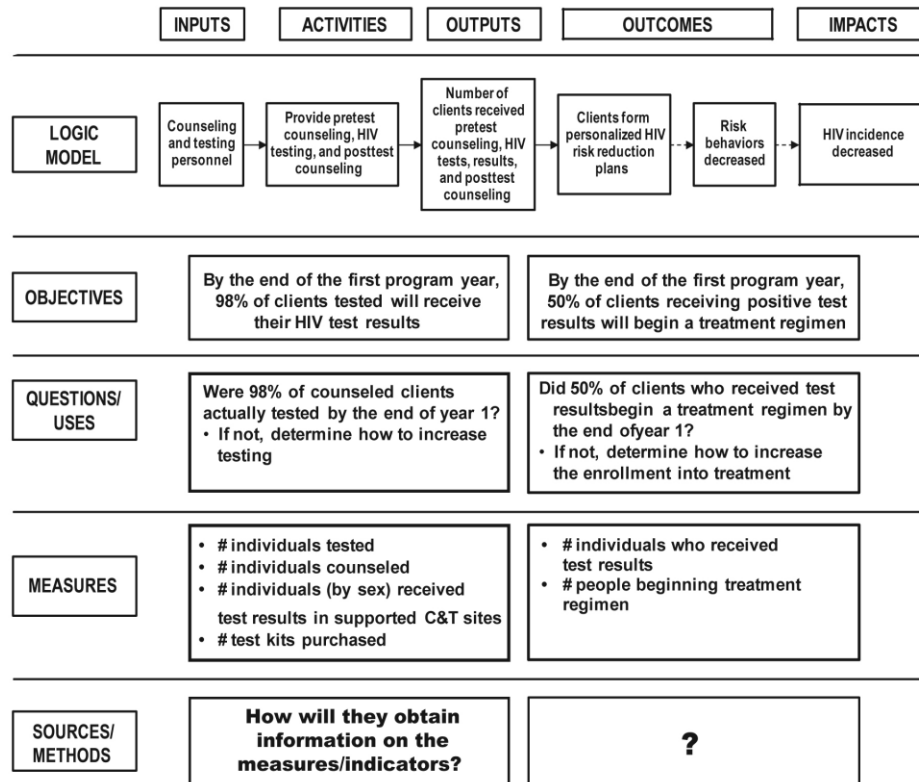 INPUTS
ACTIVITIES
OUTPUTS
OUTCOMES
IMPACTS
LOGIC
MODEL
Counseling
and testing
personnel
Provide pretest
counseling, HIV
testing, and posttest
counseling
Number of
clients received
pretest
counseling, HIV
tests, results,
and posttest
counseling
Clients form
personalized HIV
risk reduction
plans
Risk
behaviors
decreased
HIV incidence
decreased
OBJECTIVES
By the end of the first program year,
98% of clients tested will receive
their HIV test results
By the end of the first program year,
50% of clients receiving positive test
results will begin a treatment regimen
QUESTIONS/
USES
Were 98% of counseled clients
actually tested by the end of year 1?
• If not, determine how to increase
testing
Did 50% of clients who received test
resultsbegin a treatment regimen by
the end ofyear 1?
• If not, determine how to increase
the enrollment into treatment
MEASURES
• # individuals tested
• # individuals counseled
• # individuals (by sex) received
test results in supported C&T sites
• # test kits purchased
• # individuals who received
test results
• # people beginning treatment
regimen
SOURCES/
METHODS
How will they obtain
information on the
measures/indicators?
?